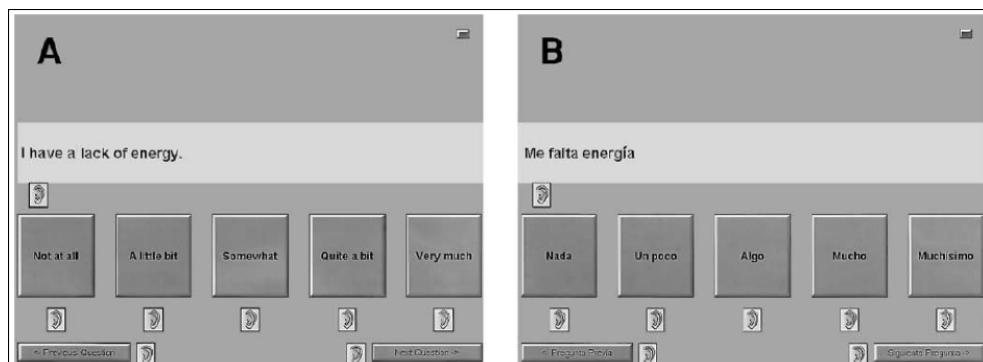 A
I have a lack of energy.
Not at all A little bit Somewhat Quite a bit Very much
<- Previous Question Next Question ->
B
Me falta energía
Nada Un poco Algo Mucho Muchísimo
<- Pregunta Previa Siguiente Pregunta ->